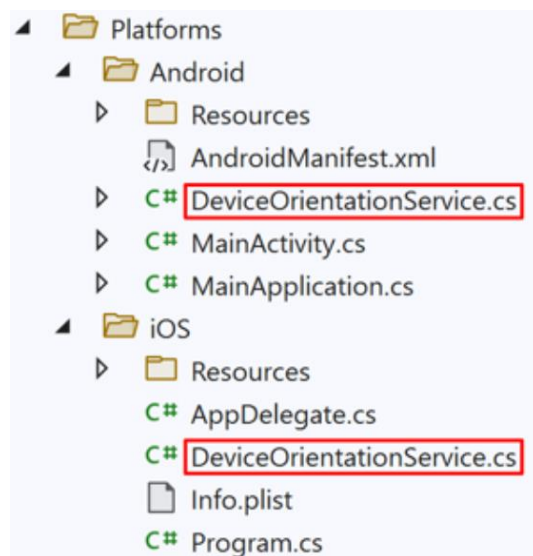 Platforms
Android
Resources
AndroidManifest.xml
C# DeviceOrientationService.cs
C# MainActivity.cs
C# MainApplication.cs
iOS
Resources
C# AppDelegate.cs
C# DeviceOrientationService.cs
Info.plist
C# Program.cs